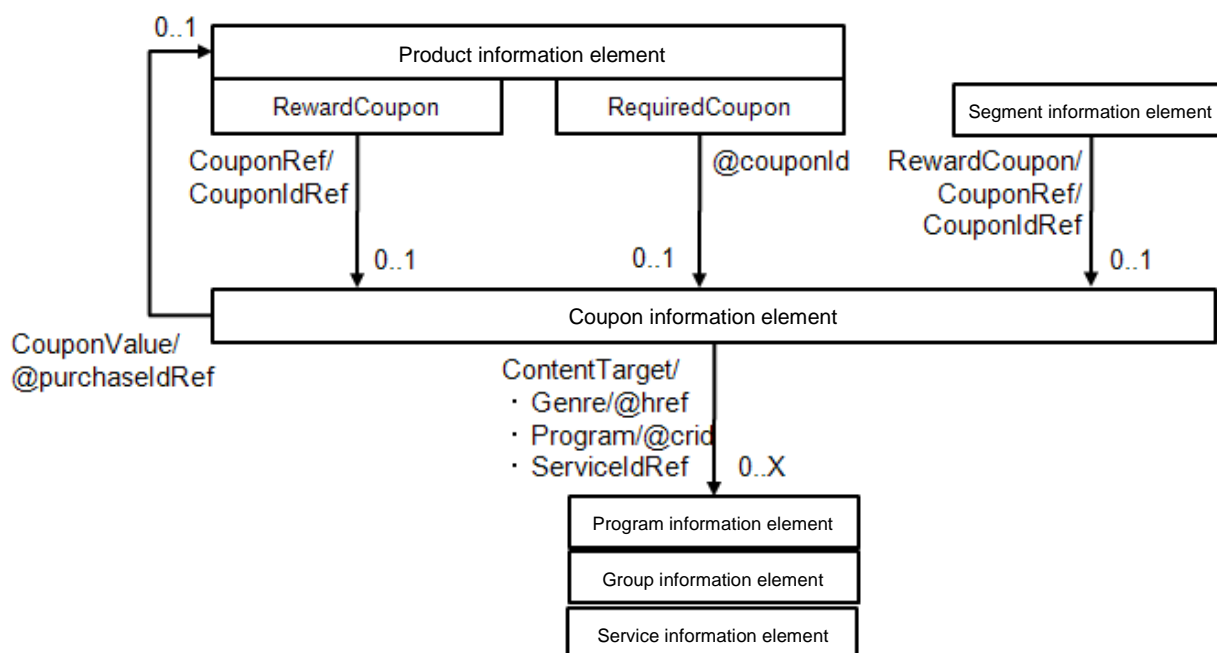 0..1
Product information element
RewardCoupon
RequiredCoupon
Segment information element
CouponRef/
CouponIdRef
@couponId
RewardCoupon/
CouponRef/
CouponIdRef
0..1
0..1
0..1
Coupon information element
CouponValue/
@purchaseIdRef
ContentTarget/
・ Genre/@href
・ Program/@crid
・ ServiceIdRef
0..X
Program information element
Group information element
Service information element